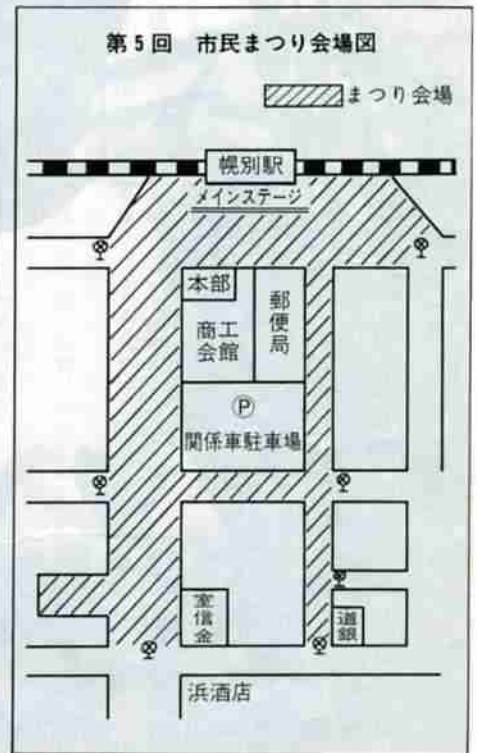 第5回 市民まつり会場図
まつり会場
幌別駅
メインステージ
本部
商工
会館
郵便局
P
関係車駐車場
室信金
道銀
浜酒店